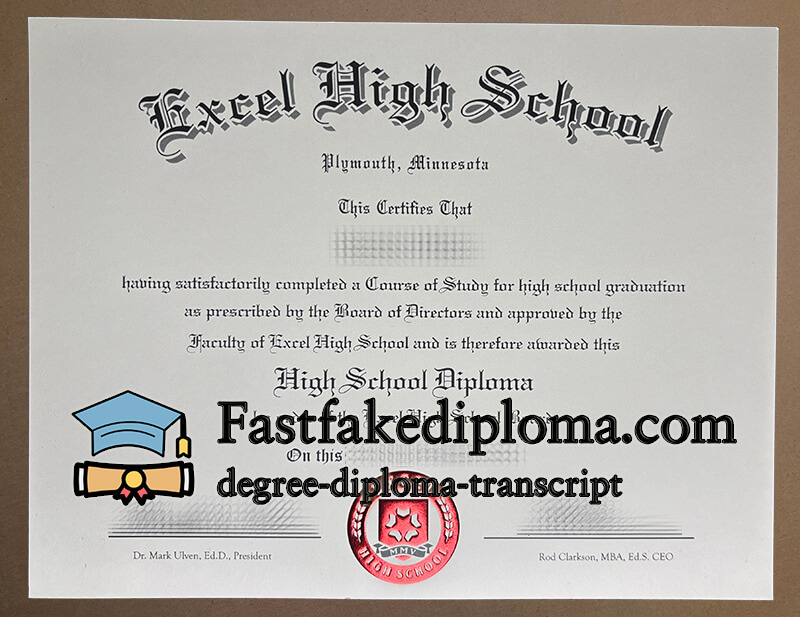 Excel High School
Plymouth, Minnesota
This Certifies That
having satisfactorily completed a Course of Study for high school graduation
as prescribed by the Board of Directors and approved by the
Faculty of Excel High School and is therefore awarded this
High School Diploma
Fastfakediploma.com
On this
degree-diploma-transcript
MMV
HIGH SCHOOL
Dr. Mark Ulven, Ed.D., President
Rod Clarkson, MBA, Ed.S. CEO